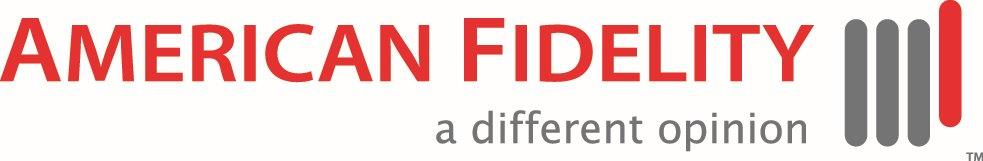 AMERICAN FIDELITY
a different opinion
TM